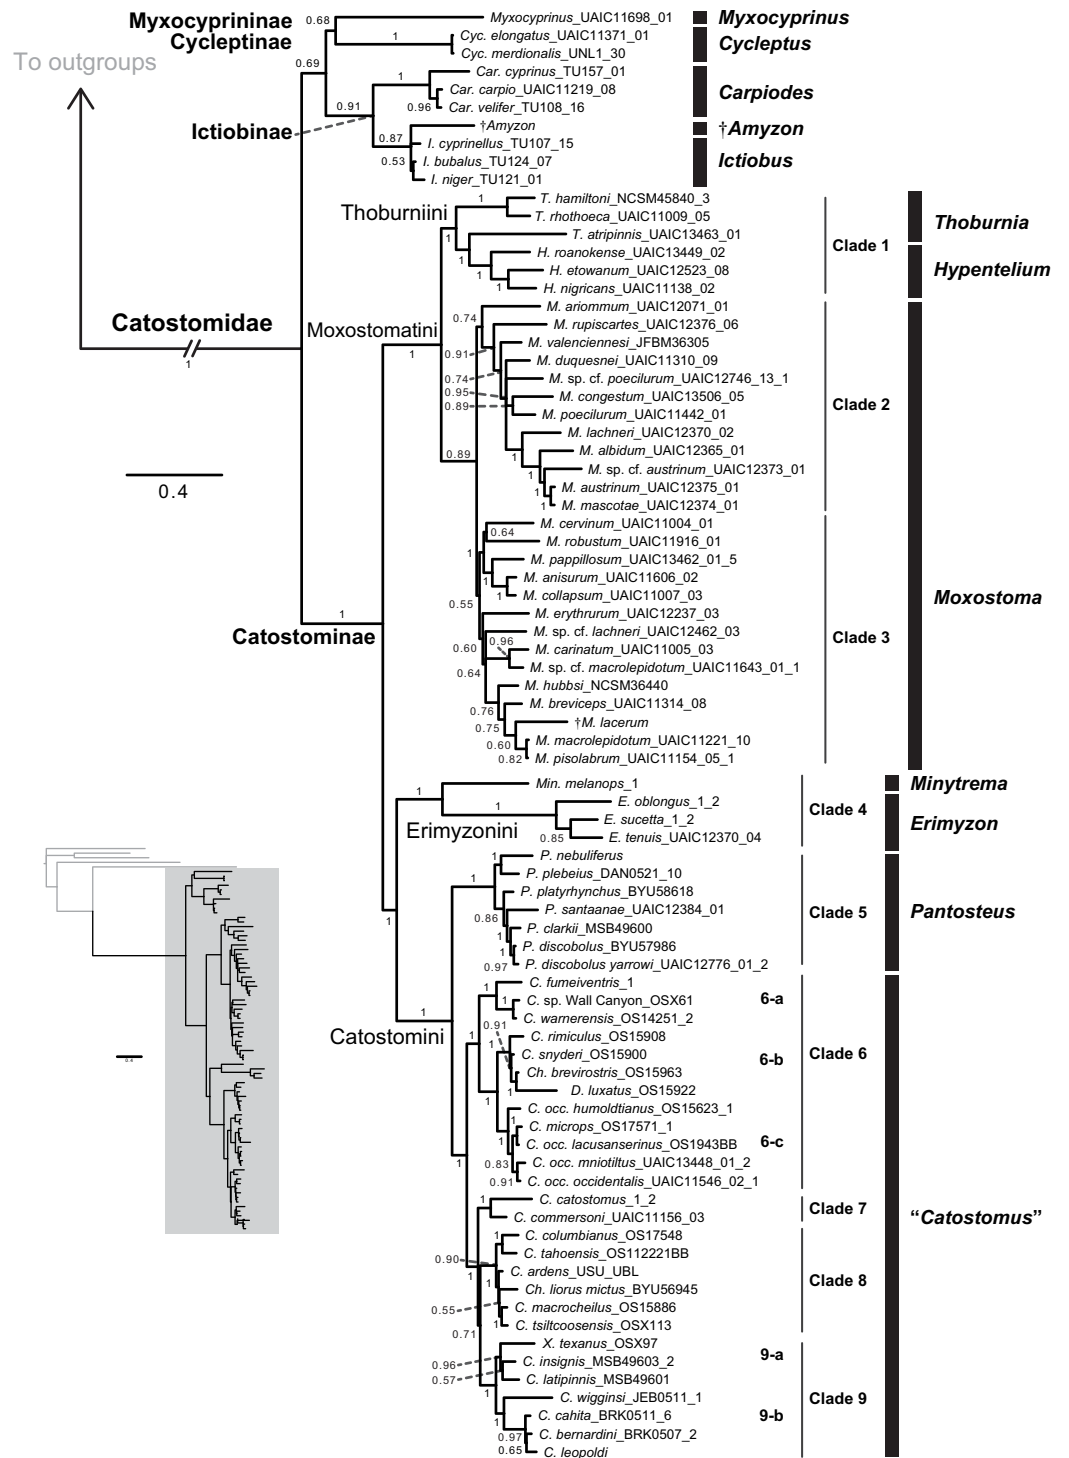 To outgroups
Myxocyprininae
Cycleptinae
Ictiobinae
Catostomidae
Catostominae
Thoburniini
Moxostomatini
Erimyzonini
Catostomini
0.4
0.4
1
0.69
0.68
1
0.91
1
0.96
0.87
0.53
1
1
1
1
1
1
0.74
0.91
0.74
0.95
0.89
0.89
1
1
1
1
0.64
1
1
1
0.55
0.60
0.96
0.64
0.76
0.75
0.60
0.82
1
1
1
0.85
1
1
1
0.86
1
1
0.97
1
1
1
0.91
1
1
1
1
1
0.83
0.91
1
1
1
0.90
1
1
0.55
1
0.71
0.96
0.57
1
1
0.97
0.65
Myxocyprinus_UAIC11698_01
Cyc. elongatus_UAIC11371_01
Cyc. merdionalis_UNL1_30
Car. cyprinus_TU157_01
Car. carpio_UAIC11219_08
Car. velifer_TU108_16
†Amyzon
I. cyprinellus_TU107_15
I. bubalus_TU124_07
I. niger_TU121_01
T. hamiltoni_NCSM45840_3
T. rhothoeca_UAIC11009_05
T. atripinnis_UAIC13463_01
H. roanokense_UAIC13449_02
H. etowanum_UAIC12523_08
H. nigricans_UAIC11138_02
M. ariommum_UAIC12071_01
M. rupiscartes_UAIC12376_06
M. valenciennesi_JFBM36305
M. duquesnei_UAIC11310_09
M. sp. cf. poecilurum_UAIC12746_13_1
M. congestum_UAIC13506_05
M. poecilurum_UAIC11442_01
M. lachneri_UAIC12370_02
M. albidum_UAIC12365_01
M. sp. cf. austrinum_UAIC12373_01
M. austrinum_UAIC12375_01
M. mascotae_UAIC12374_01
M. cervinum_UAIC11004_01
M. robustum_UAIC11916_01
M. pappillosum_UAIC13462_01_5
M. anisurum_UAIC11606_02
M. collapsum_UAIC11007_03
M. erythrurum_UAIC12237_03
M. sp. cf. lachneri_UAIC12462_03
M. carinatum_UAIC11005_03
M. sp. cf. macrolepidotum_UAIC11643_01_1
M. hubbsi_NCSM36440
M. breviceps_UAIC11314_08
†M. lacerum
M. macrolepidotum_UAIC11221_10
M. pisolabrum_UAIC11154_05_1
Min. melanops_1
E. oblongus_1_2
E. sucetta_1_2
E. tenuis_UAIC12370_04
P. nebuliferus
P. plebeius_DAN0521_10
P. platyrhynchus_BYU58618
P. santaanae_UAIC12384_01
P. clarkii_MSB49600
P. discobolus_BYU57986
P. discobolus yarrowi_UAIC12776_01_2
C. fumeiventris_1
C. sp. Wall Canyon_OSX61
C. warnerensis_OS14251_2
C. rimiculus_OS15908
C. snyderi_OS15900
Ch. brevirostris_OS15963
D. luxatus_OS15922
C. occ. humoldtianus_OS15623_1
C. microps_OS17571_1
C. occ. lacusanserinus_OS1943BB
C. occ. mniotiltus_UAIC13448_01_2
C. occ. occidentalis_UAIC11546_02_1
C. catostomus_1_2
C. commersoni_UAIC11156_03
C. columbianus_OS17548
C. tahoensis_OS112221BB
C. ardens_USU_UBL
Ch. liorus mictus_BYU56945
C. macrocheilus_OS15886
C. tsiltcoosensis_OSX113
X. texanus_OSX97
C. insignis_MSB49603_2
C. latipinnis_MSB49601
C. wigginsi_JEB0511_1
C. cahita_BRK0511_6
C. bernardini_BRK0507_2
C. leopoldi
6-a
6-b
6-c
9-a
9-b
Clade 1
Clade 2
Clade 3
Clade 4
Clade 5
Clade 6
Clade 7
Clade 8
Clade 9
Myxocyprinus
Cycleptus
Carpiodes
†Amyzon
Ictiobus
Thoburnia
Hypentelium
Moxostoma
Minytrema
Erimyzon
Pantosteus
“Catostomus”